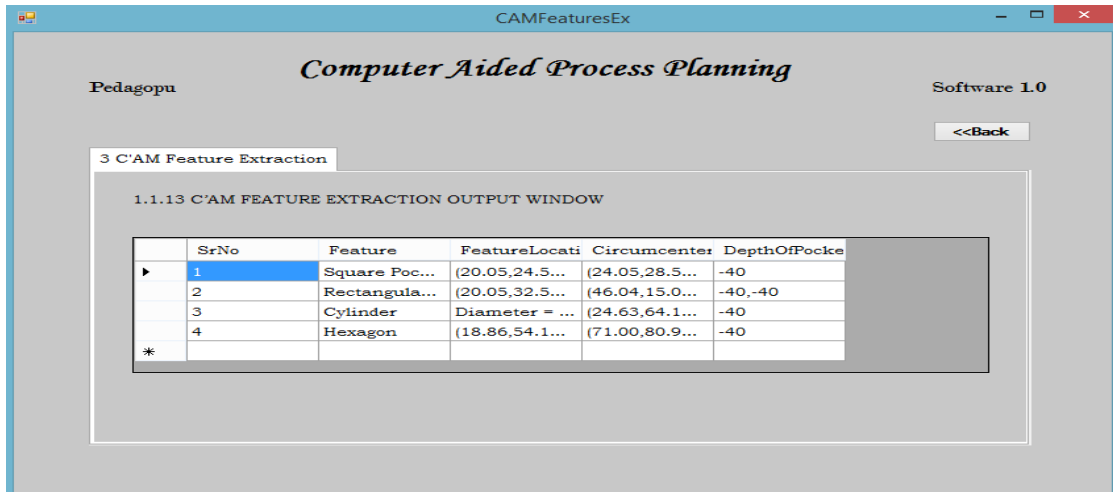 CAMFeaturesEx
Computer Aided Process Planning
Pedagopu Software 1.0
<<Back
3 C'AM Feature Extraction
1.1.13 C'AM FEATURE EXTRACTION OUTPUT WINDOW
SrNo Feature FeatureLocati Circumcenter DepthOfPocke
1 Square Poc... (20.05,24.5... (24.05,28.5... -40
2 Rectangula... (20.05,32.5... (46.04,15.0... -40,-40
3 Cylinder Diameter = ... (24.63,64.1... -40
4 Hexagon (18.86,54.1... (71.00,80.9... -40